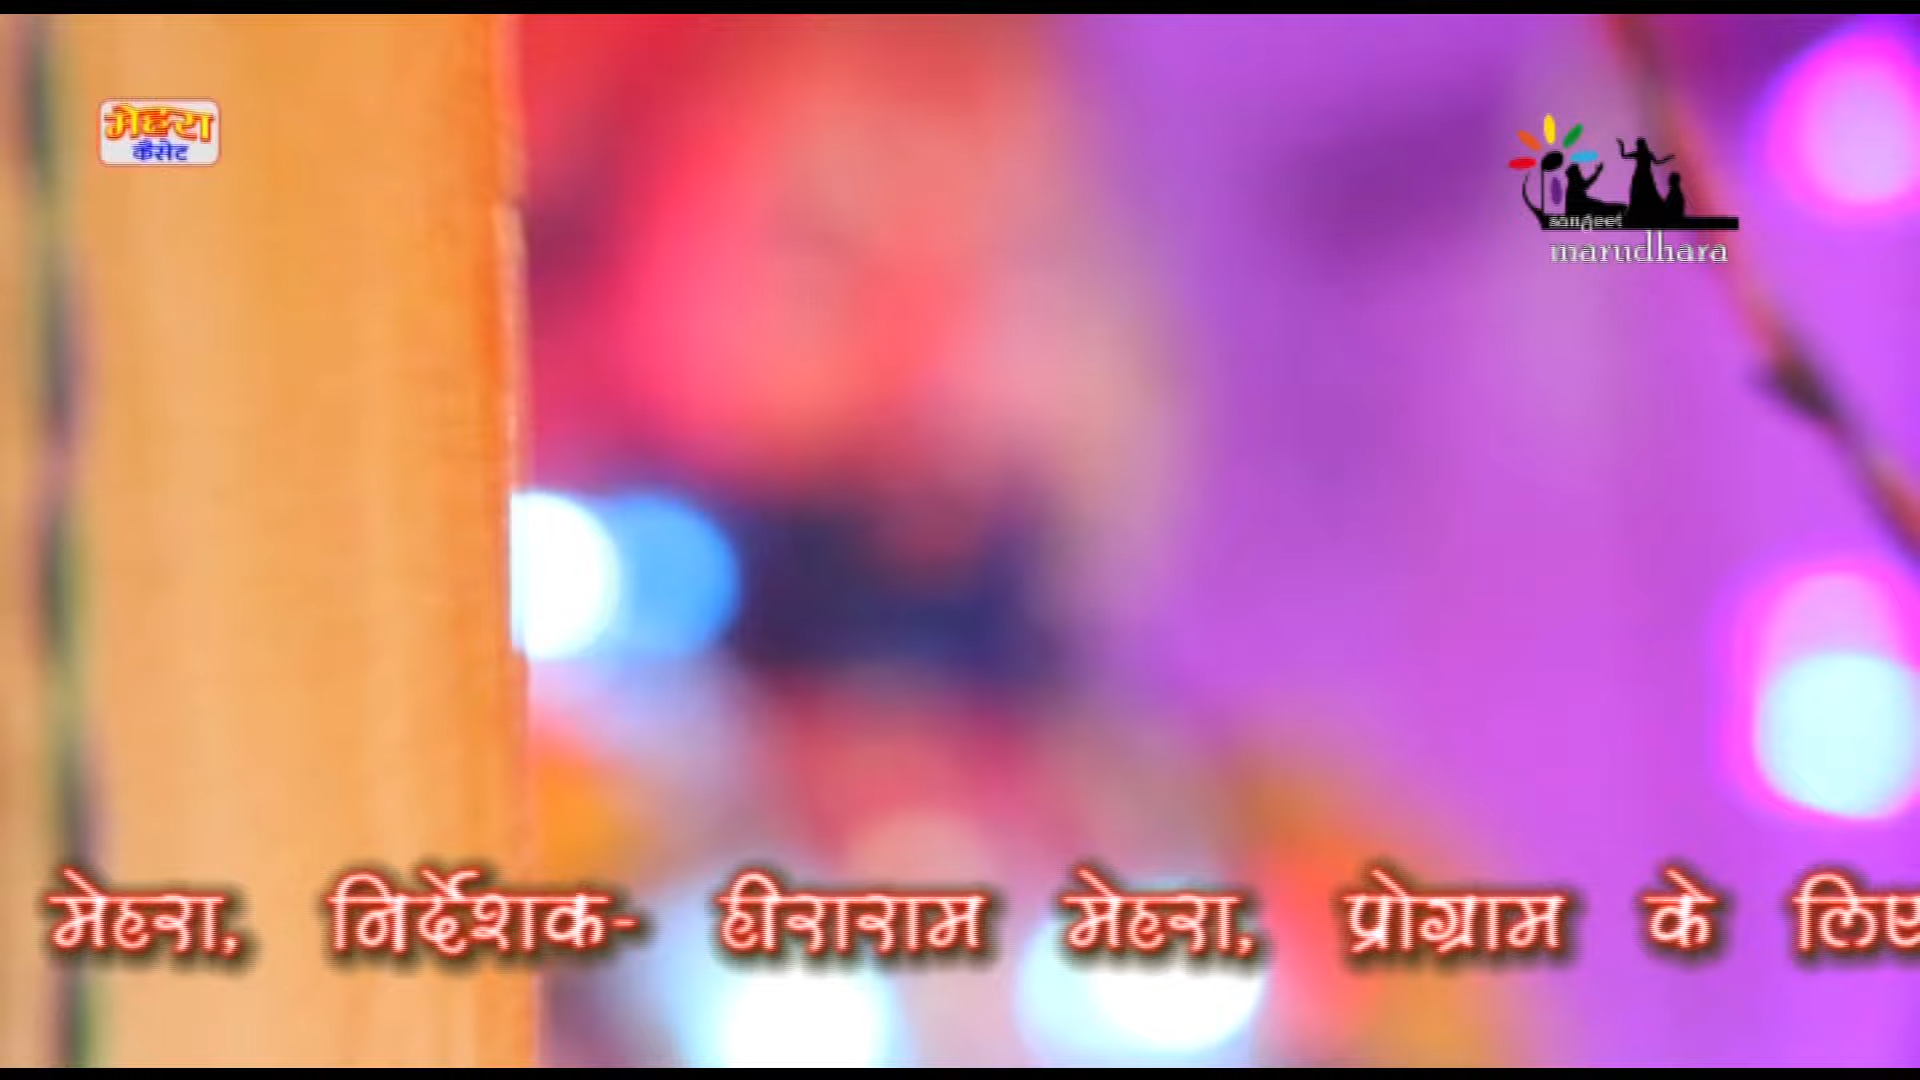 मेहरा
कैसेट
sangeet
marudhara
मेहरा, निर्देशक- हीराराम मेहरा, प्रोग्राम के लिए